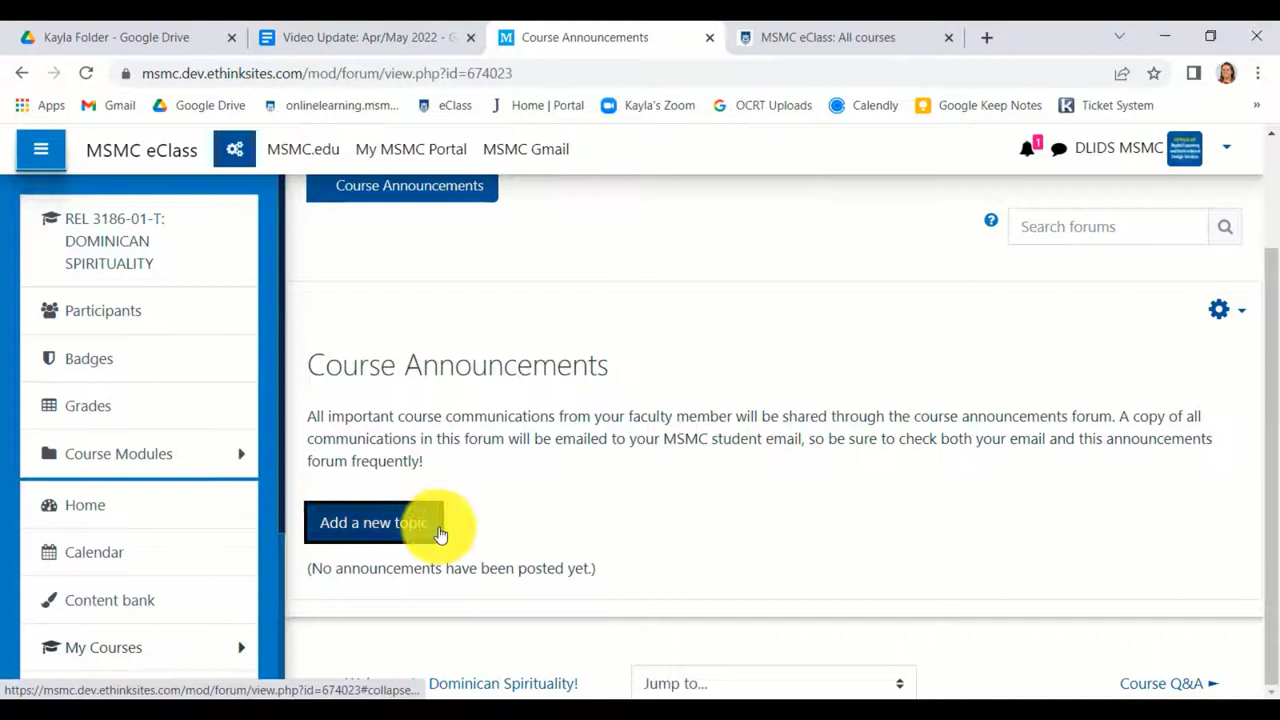 Kayla Folder - Google Drive
Video Update: Apr/May 2022 - G
Course Announcements
MSMC eClass: All courses
msmc.dev.ethinksites.com/mod/forum/view.php?id=674023
Apps
Gmail
Google Drive
onlinelearning.msm...
eClass
Home | Portal
Kayla's Zoom
OCRT Uploads
Calendly
Google Keep Notes
Ticket System
»
MSMC eClass
MSMC.edu
My MSMC Portal
MSMC Gmail
1
DLIDS MSMC
REL 3186-01-T:
DOMINICAN
SPIRITUALITY
Participants
Badges
Grades
Course Modules
Home
Calendar
Content bank
My Courses
Course Announcements
Search forums
Course Announcements
All important course communications from your faculty member will be shared through the course announcements forum. A copy of all
communications in this forum will be emailed to your MSMC student email, so be sure to check both your email and this announcements
forum frequently!
Add a new topic
(No announcements have been posted yet.)
Dominican Spirituality!
Jump to...
Course Q&A ►
https://msmc.dev.ethinksites.com/mod/forum/view.php?id=674023#collapse...